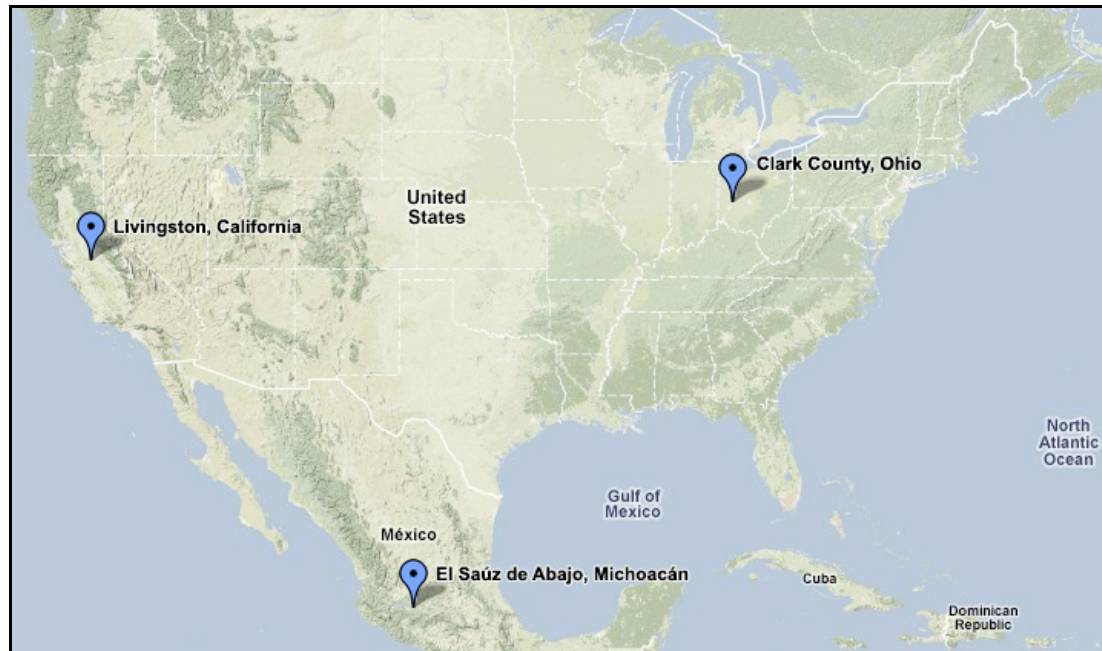 Clark County, Ohio
United
States
Livingston, California
North
Atlantic
Ocean
Gulf of
Mexico
México
El Saúz de Abajo, Michoacán
Cuba
Dominican
Republic